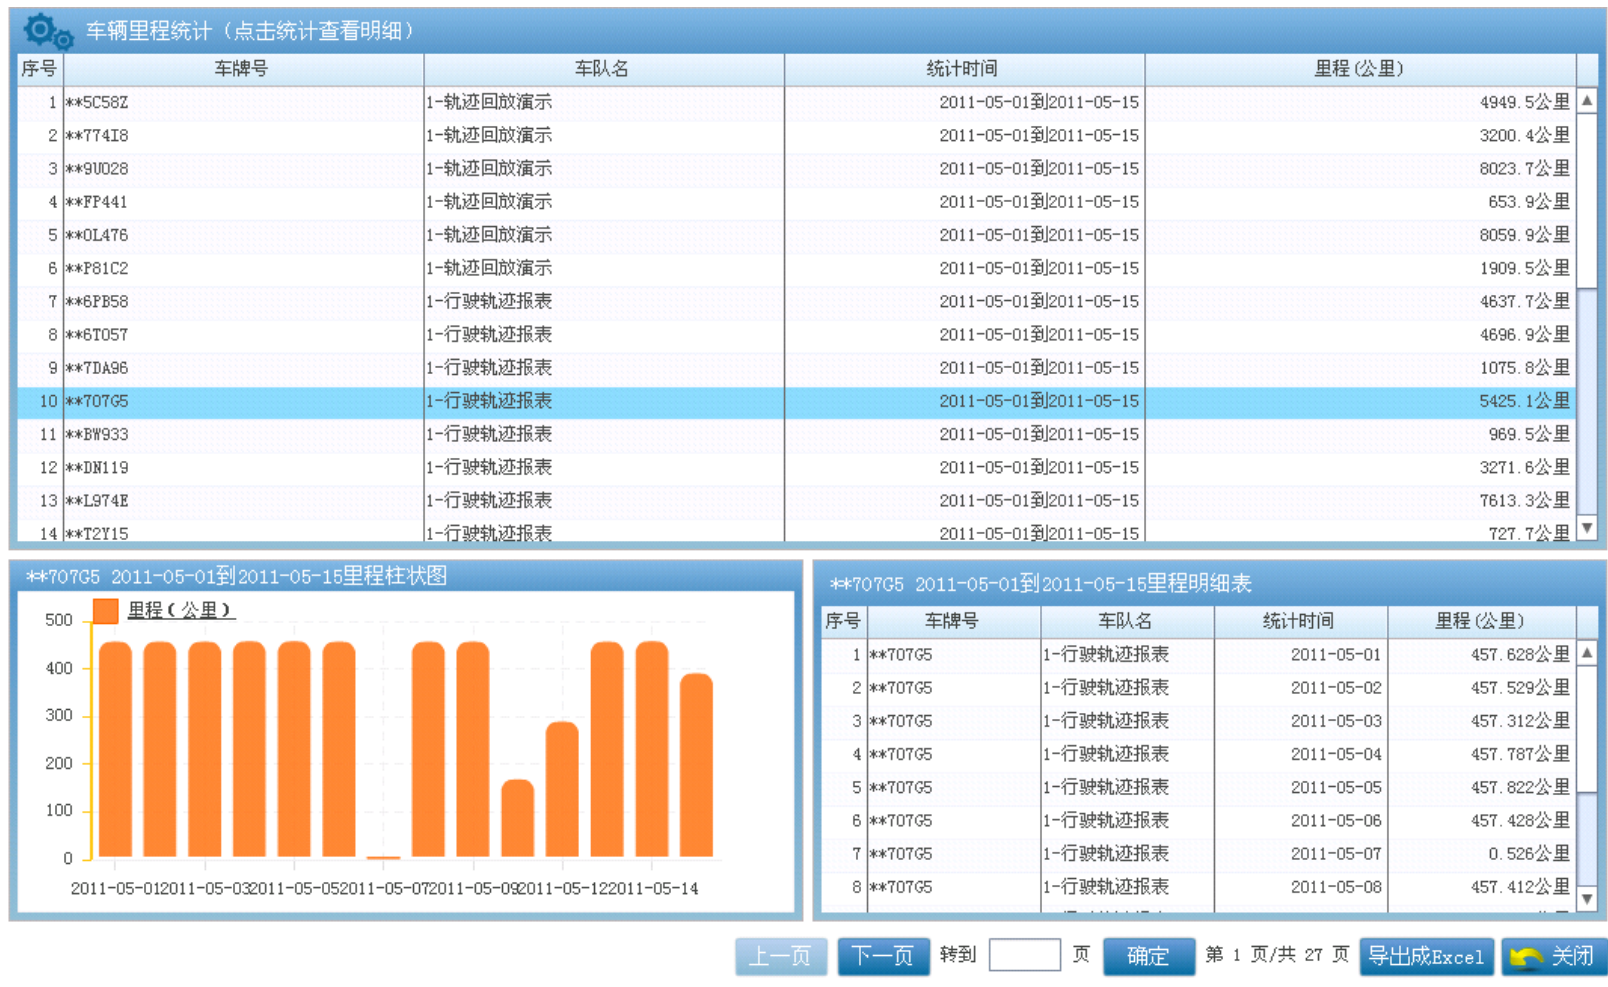 车辆里程统计（点击统计查看明细）
序号 车牌号 车队名 统计时间 里程(公里)
1 **5C58Z 1-轨迹回放演示 2011-05-01到2011-05-15 4949.5公里
2 **774I8 1-轨迹回放演示 2011-05-01到2011-05-15 3200.4公里
3 **9U028 1-轨迹回放演示 2011-05-01到2011-05-15 8023.7公里
4 **FP441 1-轨迹回放演示 2011-05-01到2011-05-15 653.9公里
5 **0L476 1-轨迹回放演示 2011-05-01到2011-05-15 8059.9公里
6 **P81C2 1-轨迹回放演示 2011-05-01到2011-05-15 1909.5公里
7 **6PB58 1-行驶轨迹报表 2011-05-01到2011-05-15 4637.7公里
8 **6T057 1-行驶轨迹报表 2011-05-01到2011-05-15 4696.9公里
9 **7DA96 1-行驶轨迹报表 2011-05-01到2011-05-15 1075.8公里
10 **707G5 1-行驶轨迹报表 2011-05-01到2011-05-15 5425.1公里
11 **BW933 1-行驶轨迹报表 2011-05-01到2011-05-15 969.5公里
12 **DN119 1-行驶轨迹报表 2011-05-01到2011-05-15 3271.6公里
13 **L974E 1-行驶轨迹报表 2011-05-01到2011-05-15 7613.3公里
14 **T2Y15 1-行驶轨迹报表 2011-05-01到2011-05-15 727.7公里
**707G5 2011-05-01到2011-05-15里程柱状图
里程(公里)
500
400
300
200
100
0
2011-05-01 2011-05-03 2011-05-05 2011-05-07 2011-05-09 2011-05-12 2011-05-14
**707G5 2011-05-01到2011-05-15里程明细表
序号 车牌号 车队名 统计时间 里程(公里)
1 **707G5 1-行驶轨迹报表 2011-05-01 457.628公里
2 **707G5 1-行驶轨迹报表 2011-05-02 457.529公里
3 **707G5 1-行驶轨迹报表 2011-05-03 457.312公里
4 **707G5 1-行驶轨迹报表 2011-05-04 457.787公里
5 **707G5 1-行驶轨迹报表 2011-05-05 457.822公里
6 **707G5 1-行驶轨迹报表 2011-05-06 457.428公里
7 **707G5 1-行驶轨迹报表 2011-05-07 0.526公里
8 **707G5 1-行驶轨迹报表 2011-05-08 457.412公里
上一页 下一页 转到 页 确定 第 1 页/共 27 页 导出成Excel 关闭